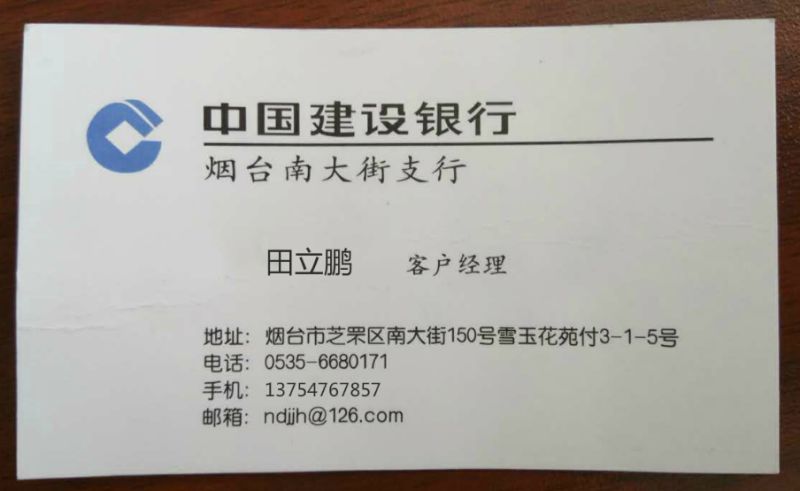 中国建设银行
烟台南大街支行
田立鹏 客户经理
地址：烟台市芝罘区南大街150号雪玉花苑付3-1-5号
电话：0535-6680171
手机：13754767857
邮箱：ndjjh@126.com